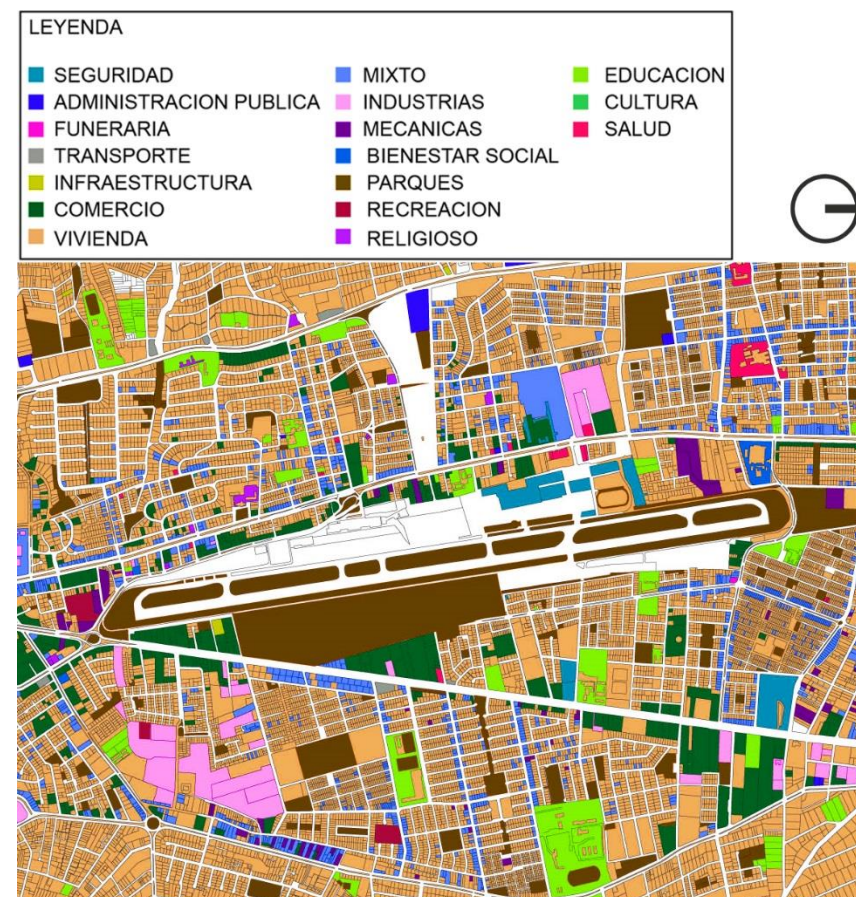 LEYENDA
SEGURIDAD
ADMINISTRACION PUBLICA
FUNERARIA
TRANSPORTE
INFRAESTRUCTURA
COMERCIO
VIVIENDA
MIXTO
INDUSTRIAS
MECANICAS
BIENESTAR SOCIAL
PARQUES
RECREACION
RELIGIOSO
EDUCACION
CULTURA
SALUD